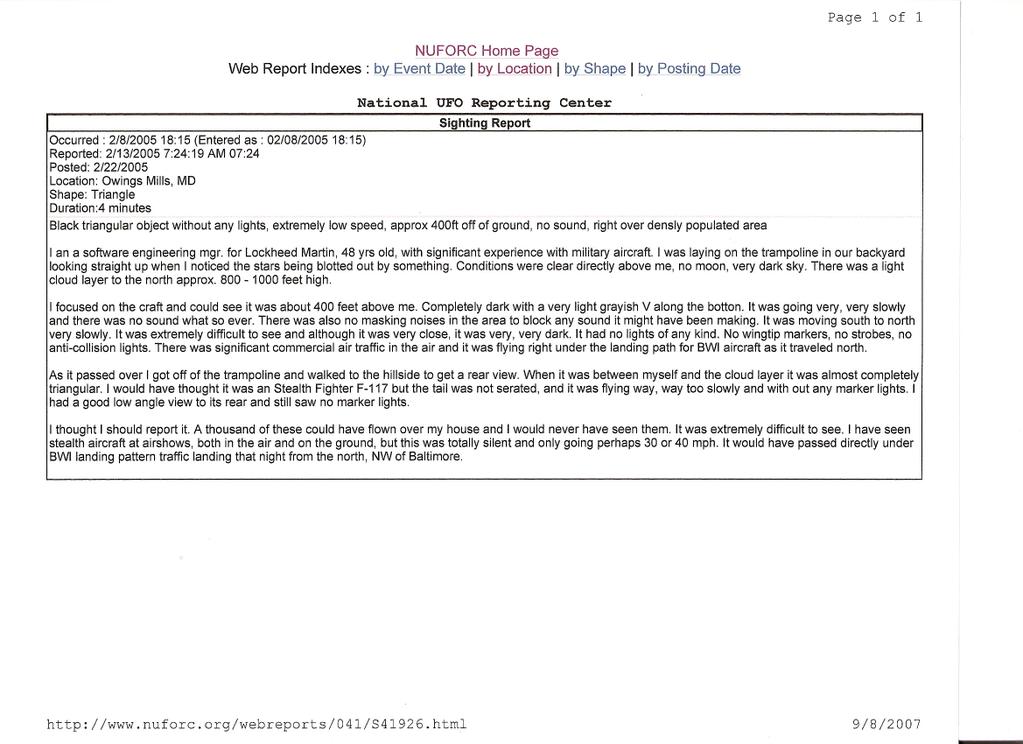 Page 1 of 1
NUFORC Home Page
Web Report Indexes : by Event Date | by Location | by Shape | by Posting Date
National UFO Reporting Center
Sighting Report
Occurred : 2/8/2005 18:15 (Entered as : 02/08/2005 18:15)
Reported: 2/13/2005 7:24:19 AM 07:24
Posted: 2/22/2005
Location: Owings Mills, MD
Shape: Triangle
Duration:4 minutes
Black triangular object without any lights, extremely low speed, approx 400ft off of ground, no sound, right over densly populated area
I an a software engineering mgr. for Lockheed Martin, 48 yrs old, with significant experience with military aircraft. I was laying on the trampoline in our backyard
looking straight up when I noticed the stars being blotted out by something. Conditions were clear directly above me, no moon, very dark sky. There was a light
cloud layer to the north approx. 800 - 1000 feet high.
I focused on the craft and could see it was about 400 feet above me. Completely dark with a very light grayish V along the botton. It was going very, very slowly
and there was no sound what so ever. There was also no masking noises in the area to block any sound it might have been making. It was moving south to north
very slowly. It was extremely difficult to see and although it was very close, it was very, very dark. It had no lights of any kind. No wingtip markers, no strobes, no
anti-collision lights. There was significant commercial air traffic in the air and it was flying right under the landing path for BWI aircraft as it traveled north.
As it passed over I got off of the trampoline and walked to the hillside to get a rear view. When it was between myself and the cloud layer it was almost completely
triangular. I would have thought it was an Stealth Fighter F-117 but the tail was not serated, and it was flying way, way too slowly and with out any marker lights. I
had a good low angle view to its rear and still saw no marker lights.
I thought I should report it. A thousand of these could have flown over my house and I would never have seen them. It was extremely difficult to see. I have seen
stealth aircraft at airshows, both in the air and on the ground, but this was totally silent and only going perhaps 30 or 40 mph. It would have passed directly under
BWI landing pattern traffic landing that night from the north, NW of Baltimore.
http://www.nuforc.org/webreports/041/S41926.html
9/8/2007